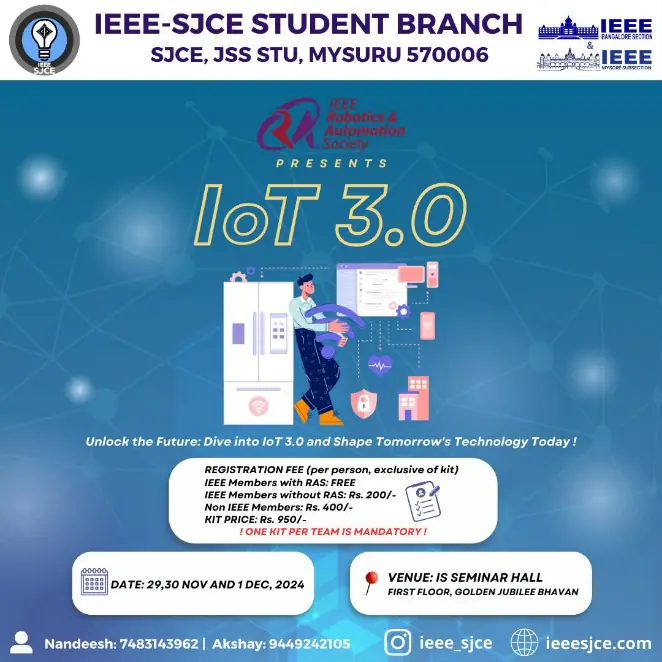 IEEE-SJCE STUDENT BRANCH
SJCE, JSS STU, MYSURU 570006
IEEE
SJCE
IEEE
BANGALORE SECTION
&
IEEE
MYSORE SUBSECTION
IEEE
Robotics &
Automation
Society
PRESENTS
IoT 3.0
Unlock the Future: Dive into IoT 3.0 and Shape Tomorrow's Technology Today !
REGISTRATION FEE (per person, exclusive of kit)
IEEE Members with RAS: FREE
IEEE Members without RAS: Rs. 200/-
Non IEEE Members: Rs. 400/-
KIT PRICE: Rs. 950/-
! ONE KIT PER TEAM IS MANDATORY !
DATE: 29,30 NOV AND 1 DEC, 2024
VENUE: IS SEMINAR HALL
FIRST FLOOR, GOLDEN JUBILEE BHAVAN
Nandeesh: 7483143962 | Akshay: 9449242105
ieee_sjce
ieeesjce.com